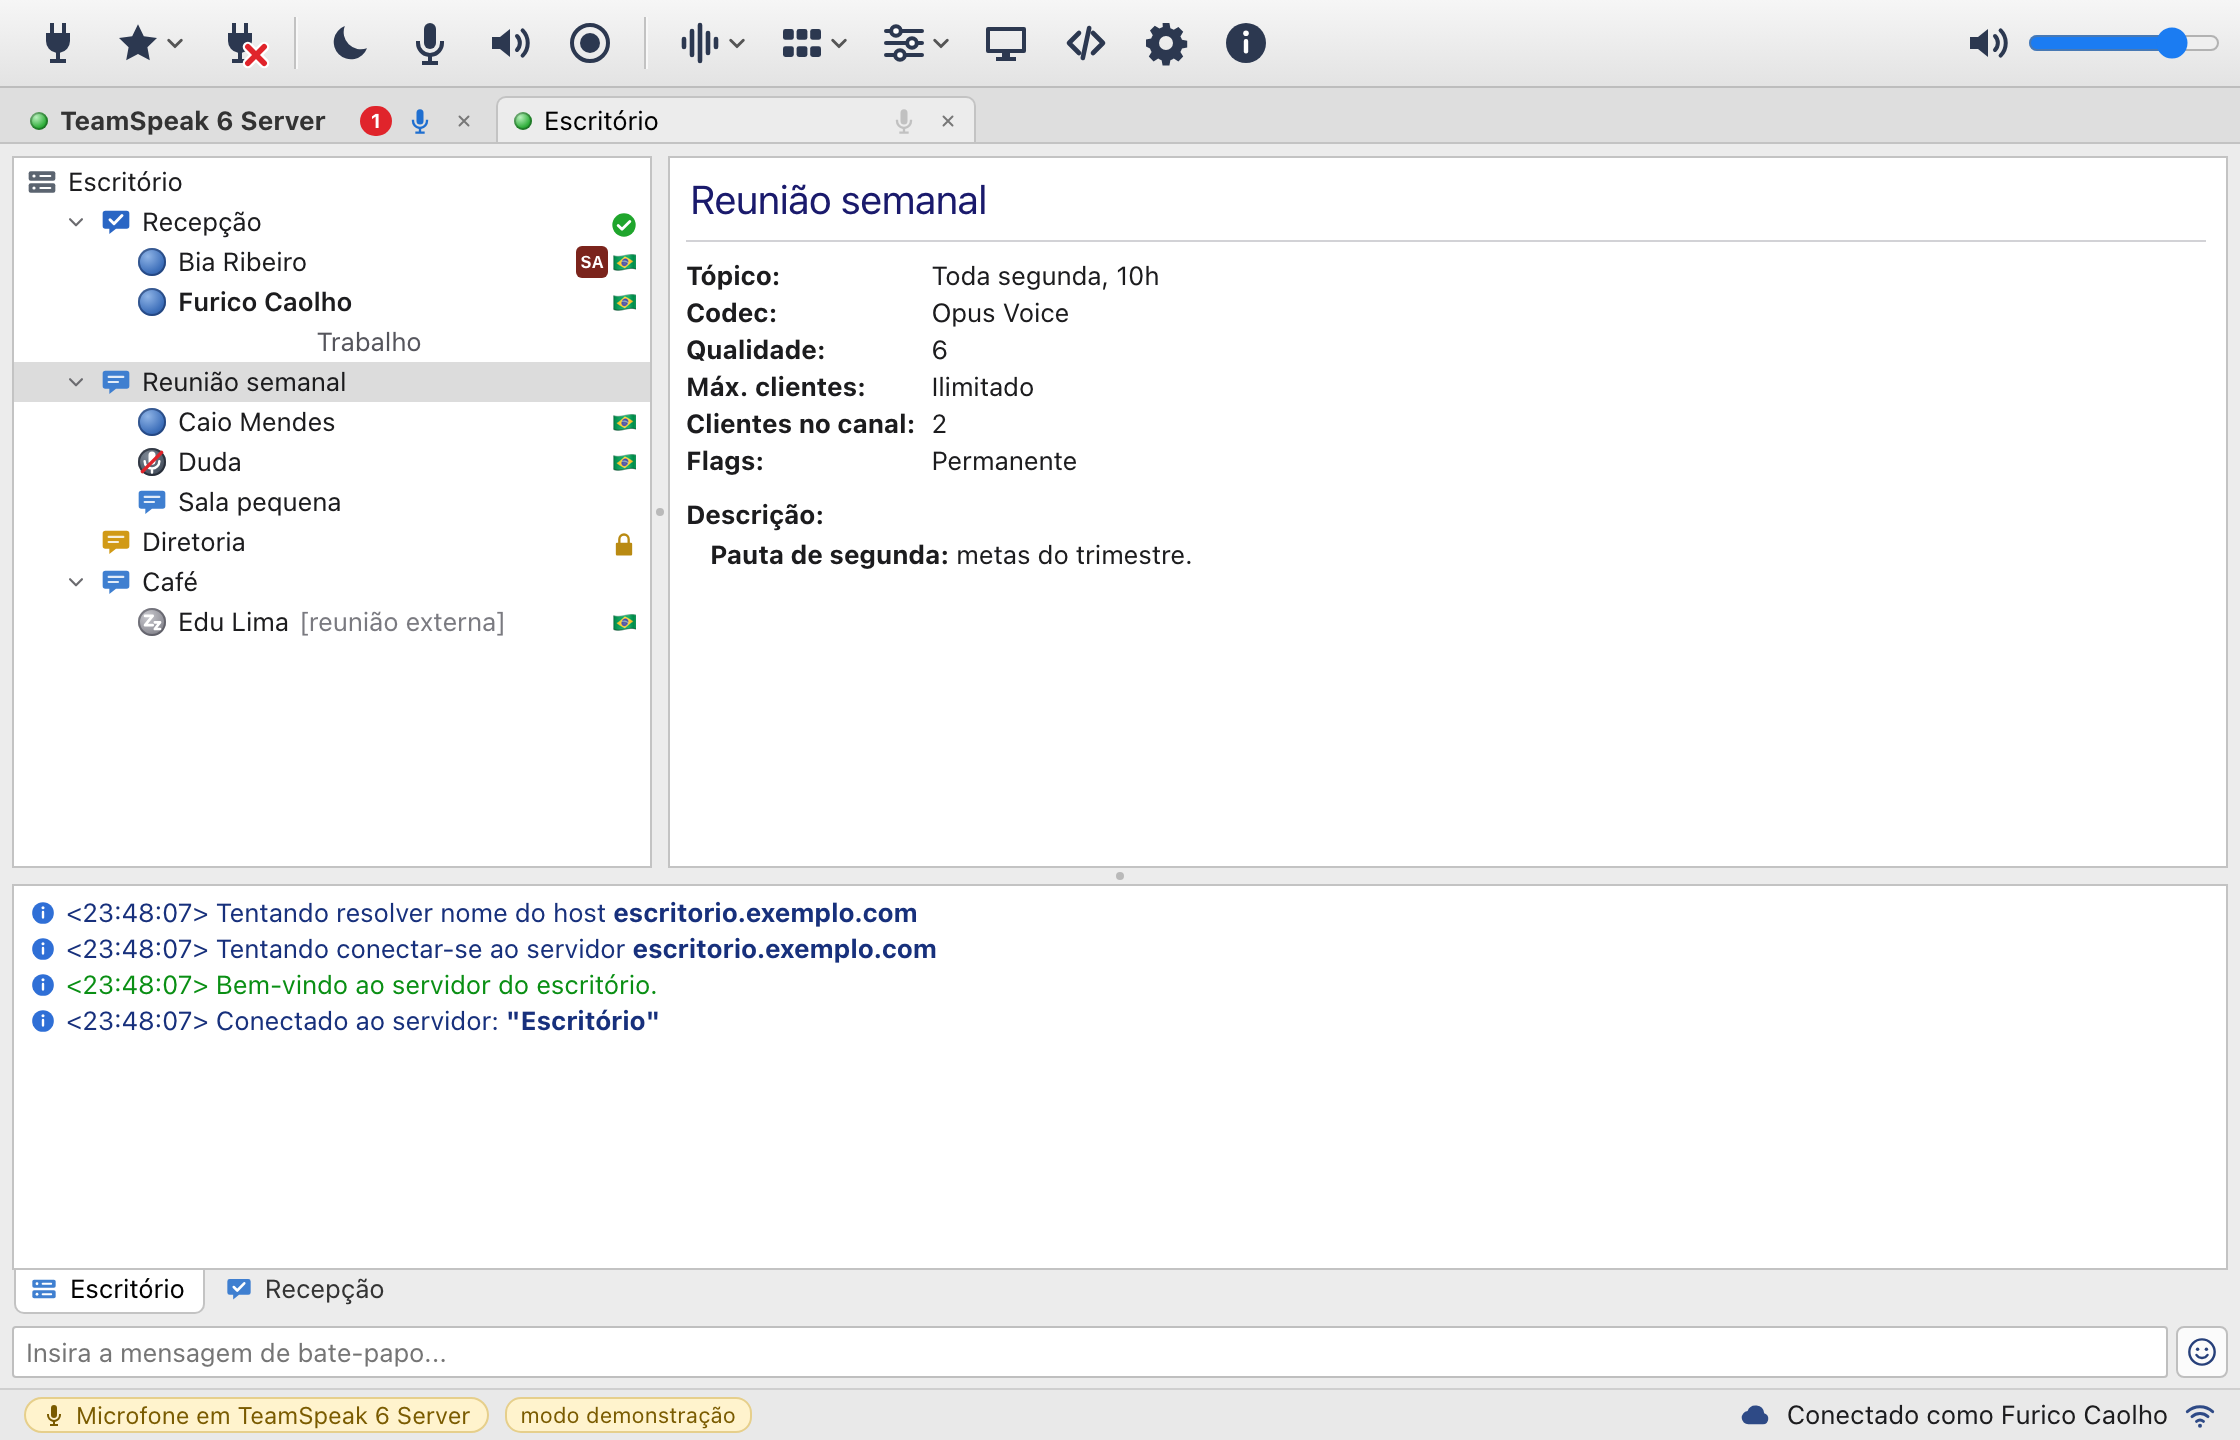 TeamSpeak 6 Server 1
Escritório
Escritório
Recepção
Bia Ribeiro SA
Furico Caolho
Trabalho
Reunião semanal
Caio Mendes
Duda
Sala pequena
Diretoria
Café
Edu Lima [reunião externa]
Reunião semanal
Tópico: Toda segunda, 10h
Codec: Opus Voice
Qualidade: 6
Máx. clientes: Ilimitado
Clientes no canal: 2
Flags: Permanente
Descrição:
Pauta de segunda: metas do trimestre.
<23:48:07> Tentando resolver nome do host escritorio.exemplo.com
<23:48:07> Tentando conectar-se ao servidor escritorio.exemplo.com
<23:48:07> Bem-vindo ao servidor do escritório.
<23:48:07> Conectado ao servidor: "Escritório"
Escritório
Recepção
Insira a mensagem de bate-papo...
Microfone em TeamSpeak 6 Server
modo demonstração
Conectado como Furico Caolho